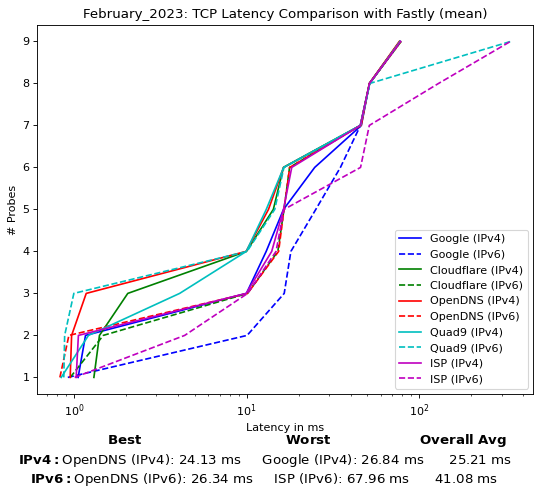 February_2023: TCP Latency Comparison with Fastly (mean)
# Probes
9
8
7
6
5
4
3
2
1
Google (IPv4)
Google (IPv6)
Cloudflare (IPv4)
Cloudflare (IPv6)
OpenDNS (IPv4)
OpenDNS (IPv6)
Quad9 (IPv4)
Quad9 (IPv6)
ISP (IPv4)
ISP (IPv6)
10⁰ 10¹ 10²
Latency in ms
Best Worst Overall Avg
IPv4: OpenDNS (IPv4): 24.13 ms Google (IPv4): 26.84 ms 25.21 ms
IPv6: OpenDNS (IPv6): 26.34 ms ISP (IPv6): 67.96 ms 41.08 ms